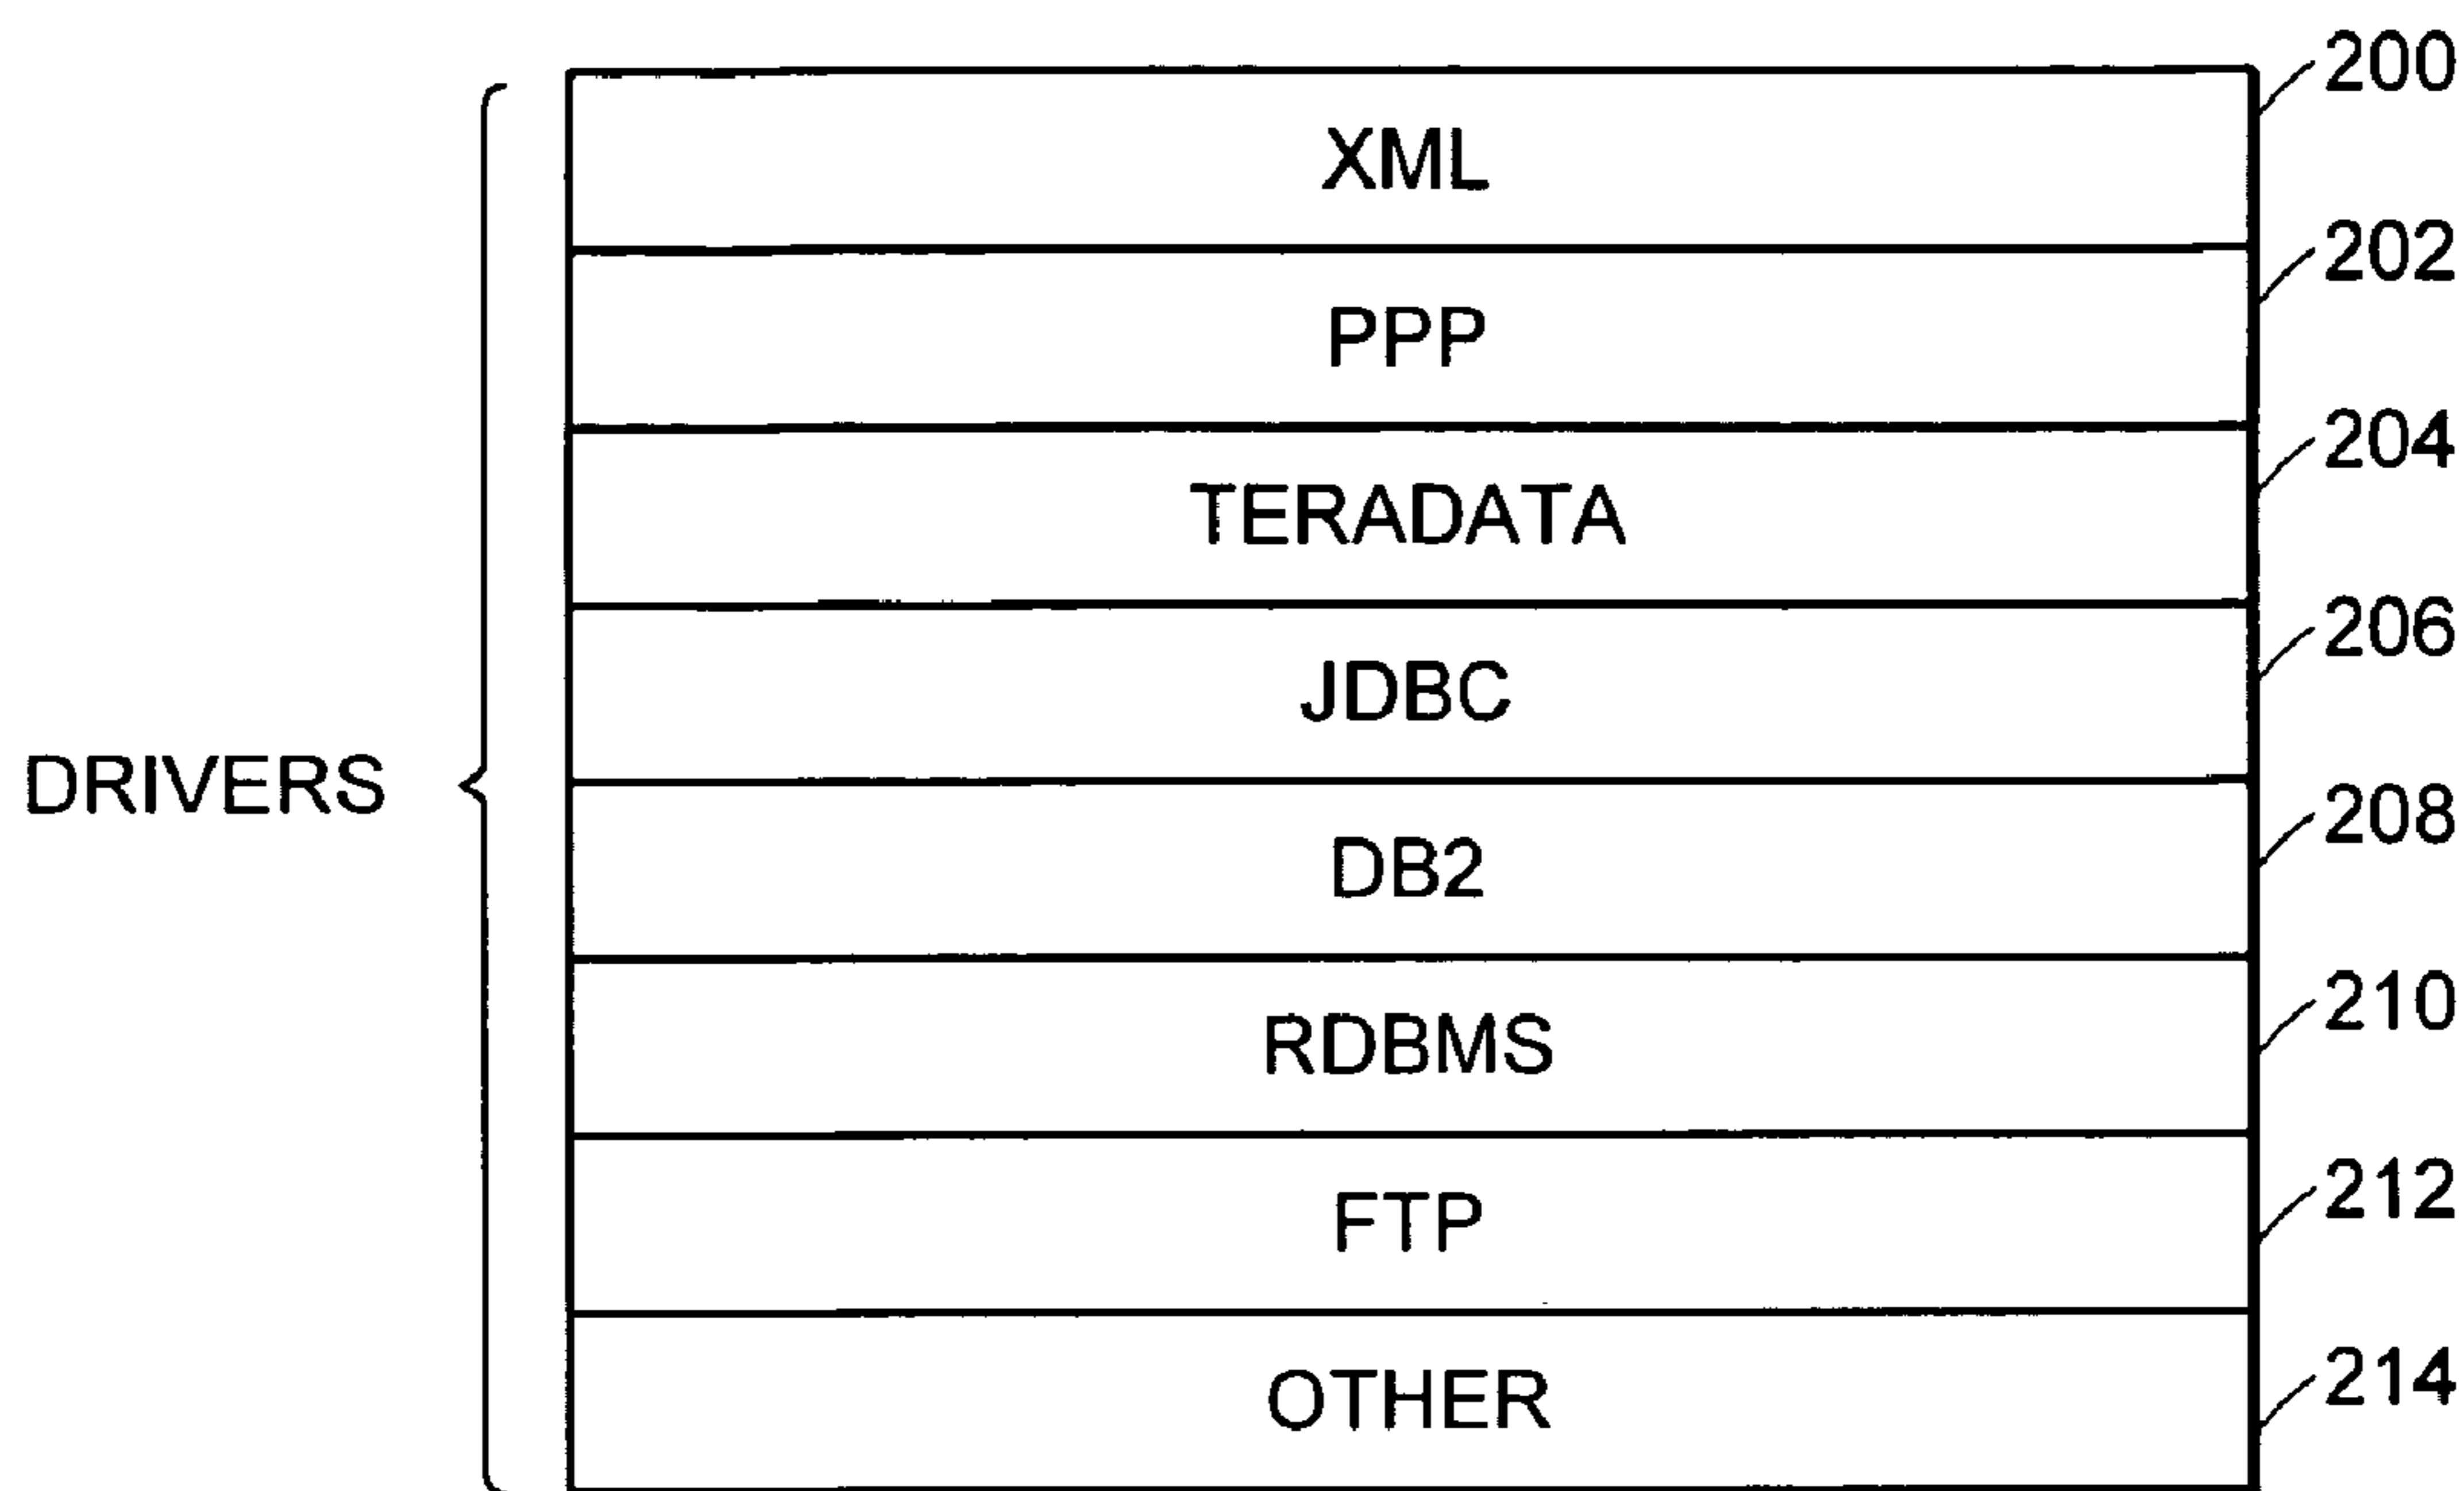 200
XML
202
PPP
204
TERADATA
206
JDBC
DRIVERS
208
DB2
210
RDBMS
212
FTP
214
OTHER